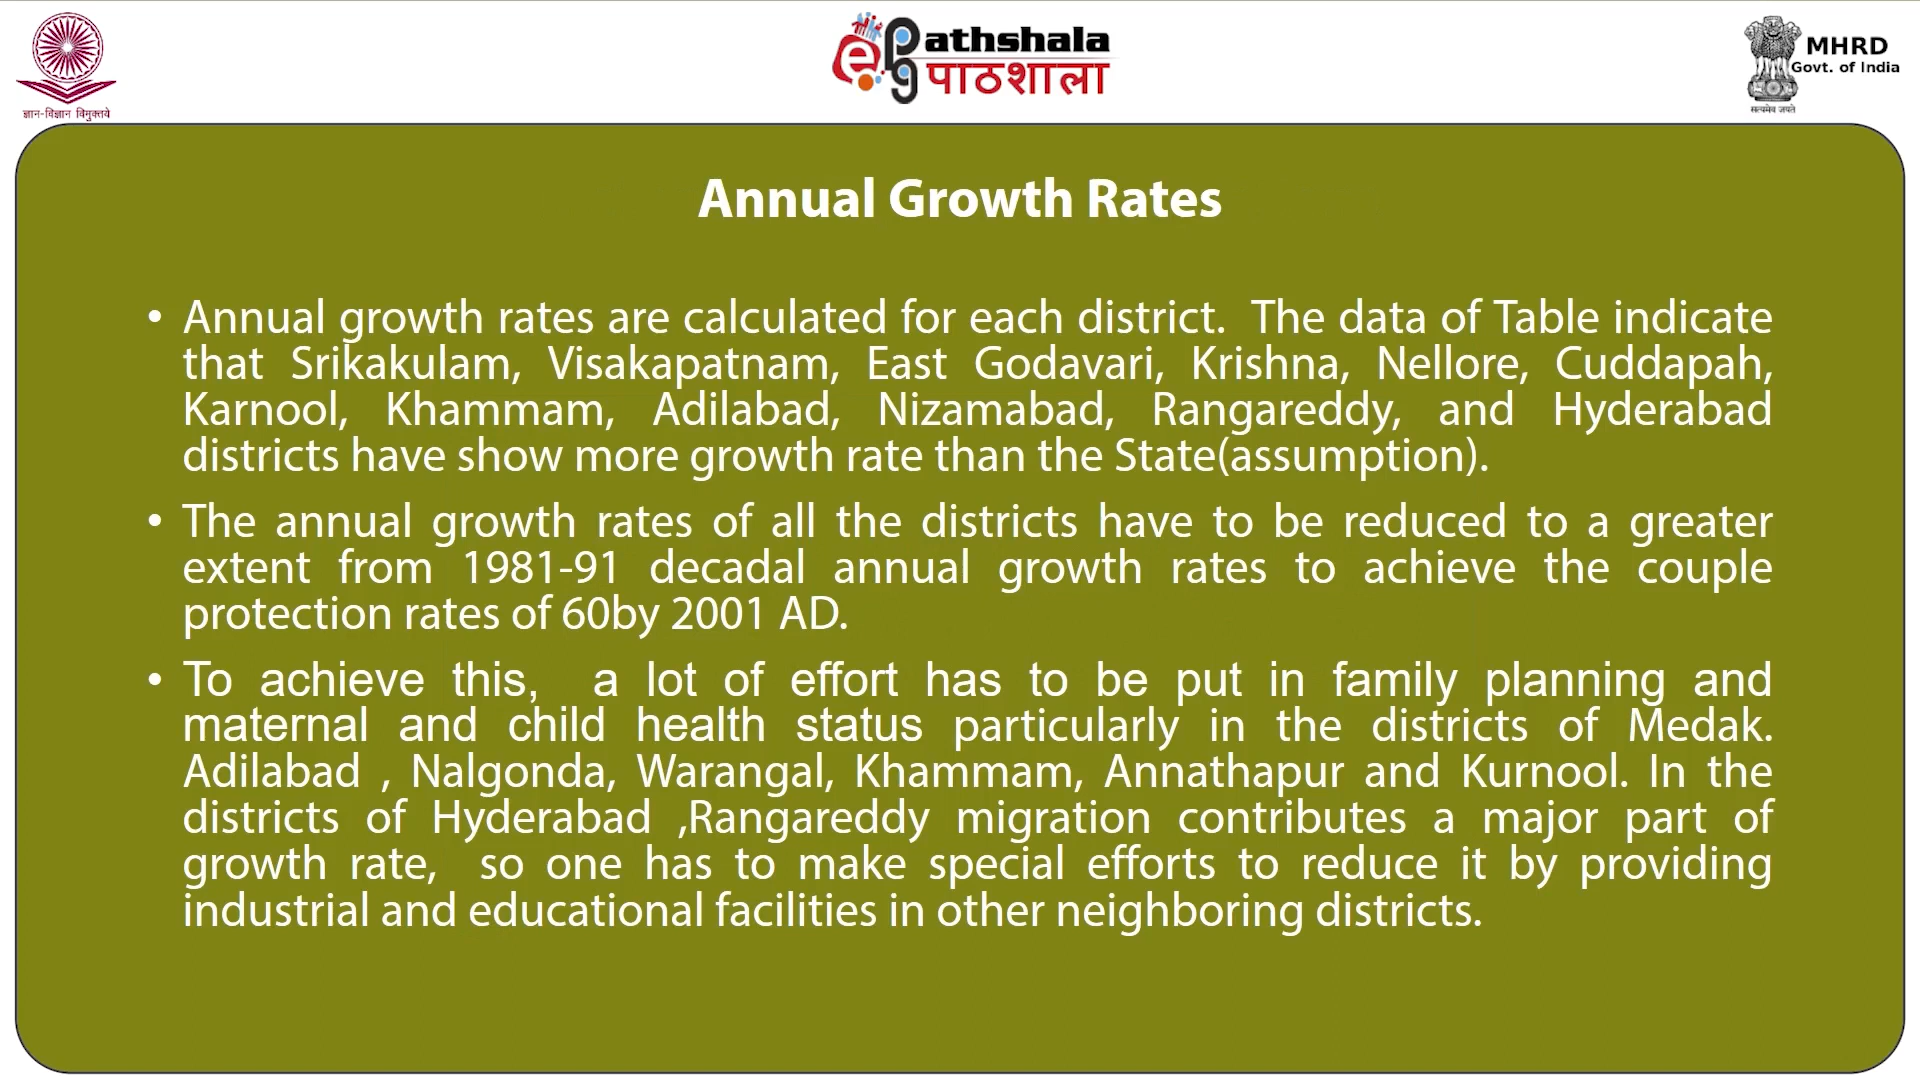 ज्ञान-विज्ञान विमुक्तये
ePG Pathshala
पाठशाला
MHRD
Govt. of India
सत्यमेव जयते
Annual Growth Rates
• Annual growth rates are calculated for each district. The data of Table indicate
that Srikakulam, Visakapatnam, East Godavari, Krishna, Nellore, Cuddapah,
Karnool, Khammam, Adilabad, Nizamabad, Rangareddy, and Hyderabad
districts have show more growth rate than the State(assumption).
• The annual growth rates of all the districts have to be reduced to a greater
extent from 1981-91 decadal annual growth rates to achieve the couple
protection rates of 60by 2001 AD.
• To achieve this, a lot of effort has to be put in family planning and
maternal and child health status particularly in the districts of Medak.
Adilabad , Nalgonda, Warangal, Khammam, Annathapur and Kurnool. In the
districts of Hyderabad ,Rangareddy migration contributes a major part of
growth rate, so one has to make special efforts to reduce it by providing
industrial and educational facilities in other neighboring districts.